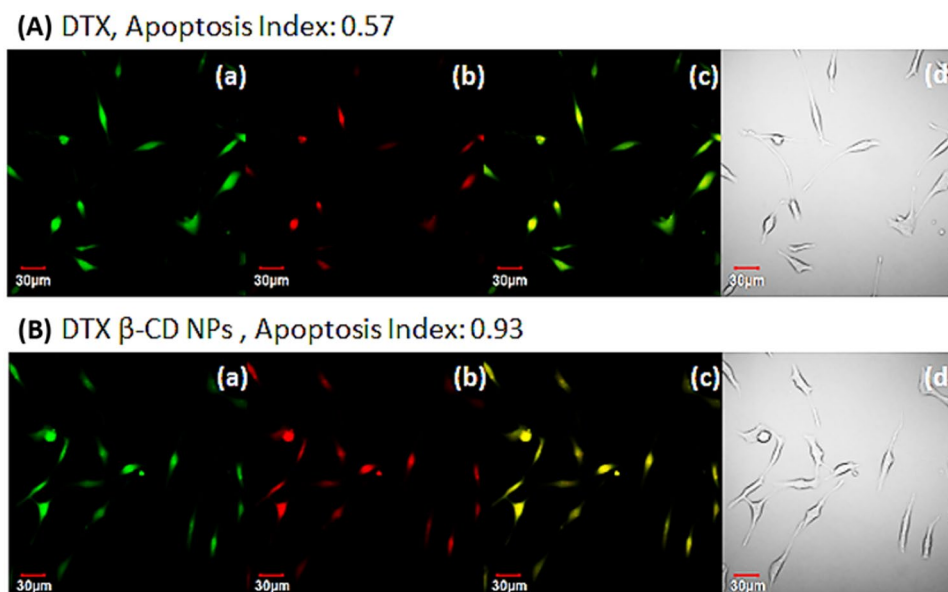 (A) DTX, Apoptosis Index: 0.57
(a) (b) (c) (d
30µm 30µm 30µm 30µm
(B) DTX β-CD NPs , Apoptosis Index: 0.93
(a) (b) (c) (d
30µm 30µm 30µm 30µm